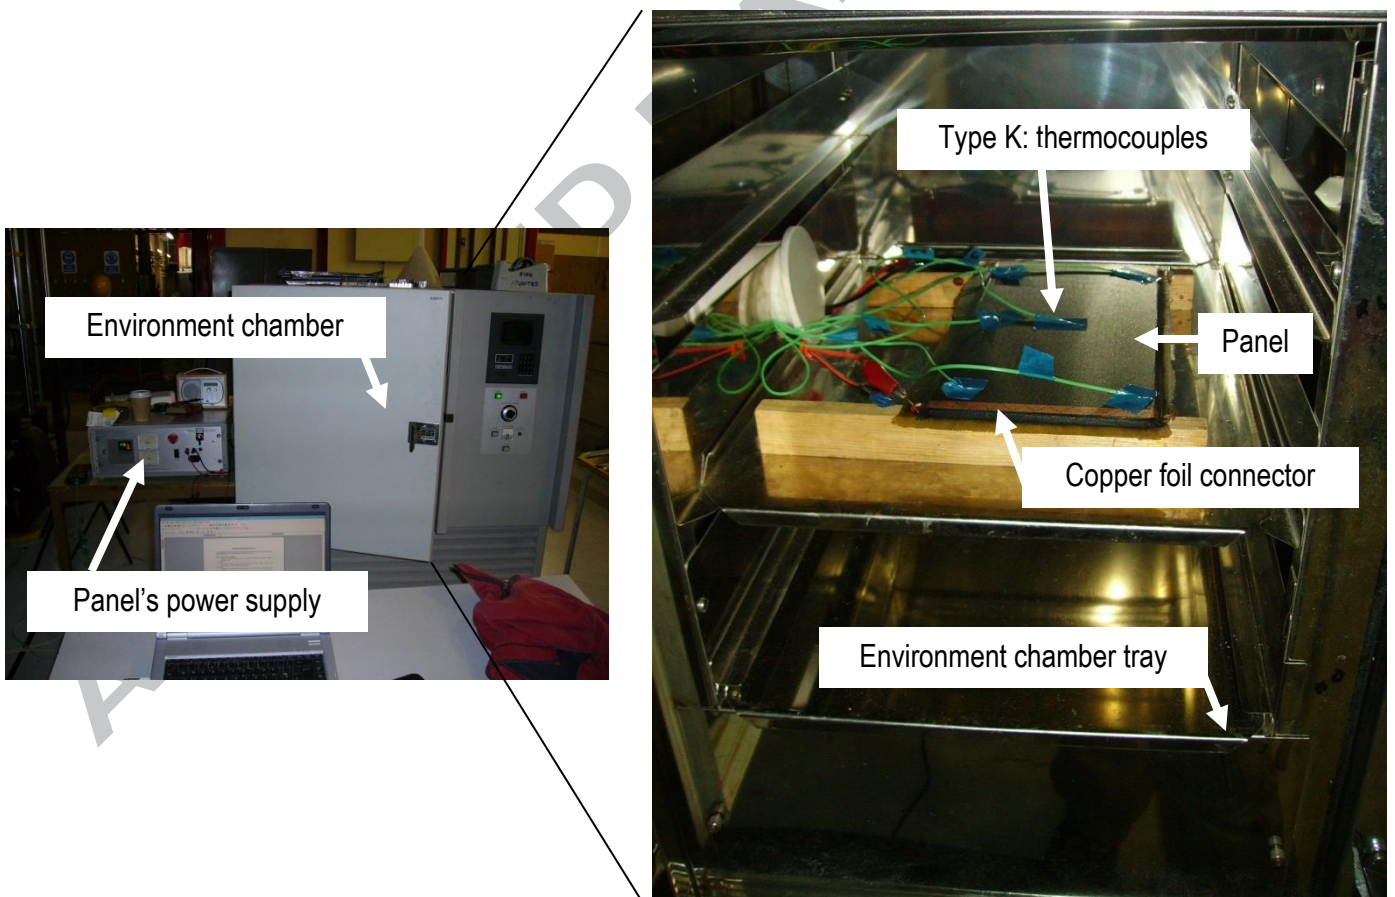 Type K: thermocouples
Environment chamber
Panel
Copper foil connector
Panel's power supply
Environment chamber tray